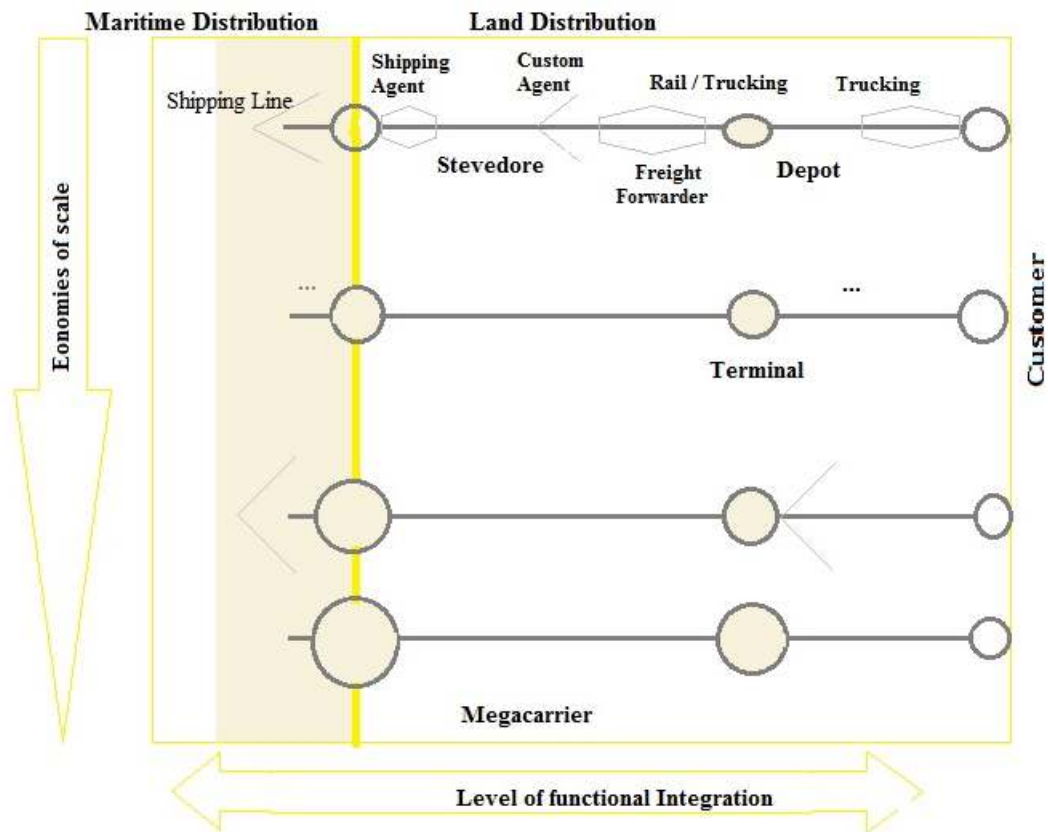 Maritime Distribution
Land Distribution
Shipping
Agent
Custom
Agent
Rail / Trucking
Trucking
Shipping Line
Stevedore
Freight
Forwarder
Depot
Eonomies of scale
Customer
...
...
Terminal
Megacarrier
Level of functional Integration